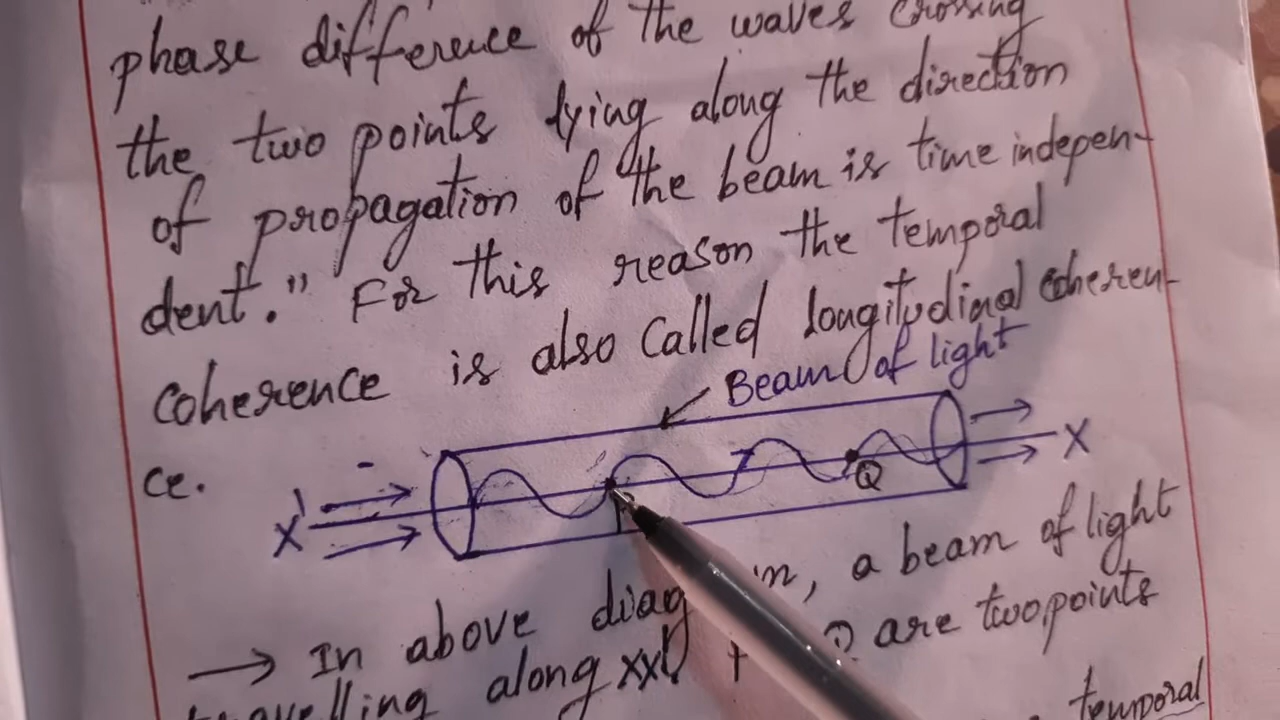 phase difference of the waves crossing
the two points lying along the direction
of propagation of the beam is time indepen-
dent." For this reason the temporal
coherence is also called longitudinal coheren-
ce.
Beam of light
X' P Q X
→ In above diag m, a beam of light
travelling along xx' P Q are two points
temporal